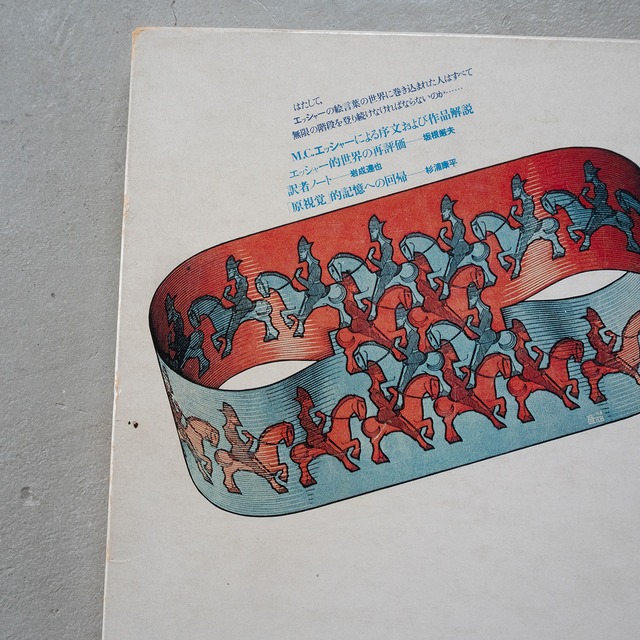 はたして、
エッシャーの絵言葉の世界に巻き込まれた人はすべて
無限の階段を登り続けなければならないのか……
M.C.エッシャーによる序文および作品解説
エッシャー的世界の再評価――坂根厳夫
訳者ノート――岩成達也
「原視覚」的記憶への回帰――杉浦康平